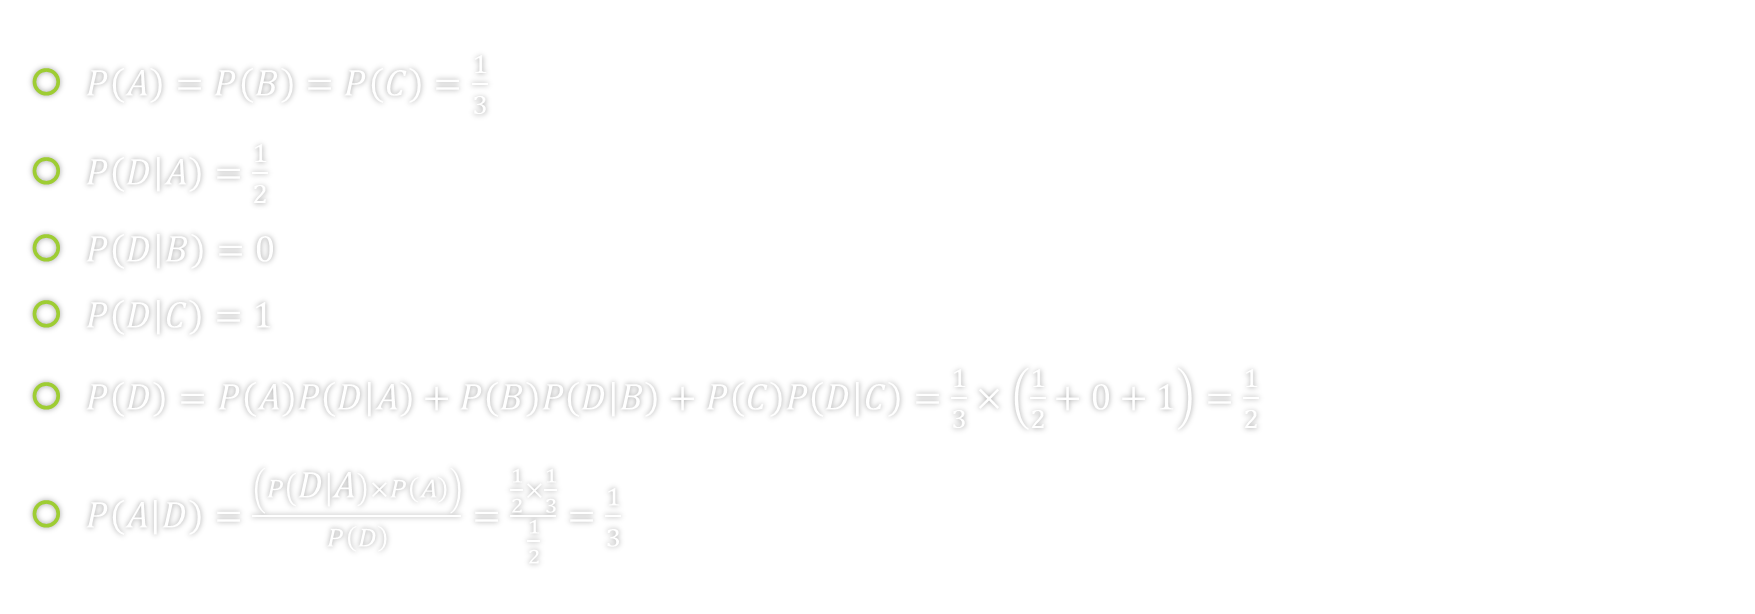 P(A) = P(B) = P(C) = 1/3
P(D|A) = 1/2
P(D|B) = 0
P(D|C) = 1
P(D) = P(A)P(D|A) + P(B)P(D|B) + P(C)P(D|C) = 1/3 × (1/2 + 0 + 1) = 1/2
P(A|D) = (P(D|A)×P(A))/P(D) = (1/2×1/3)/(1/2) = 1/3